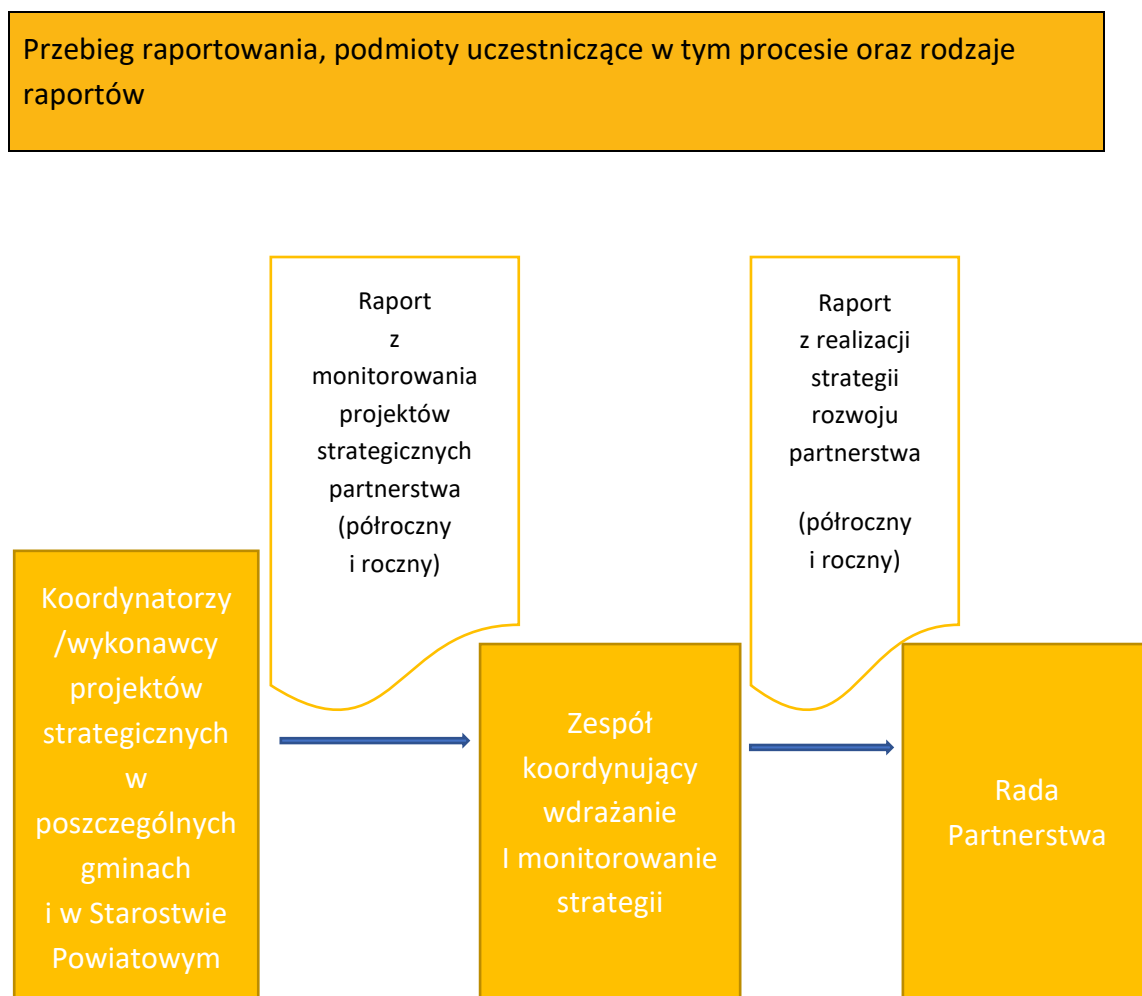 Przebieg raportowania, podmioty uczestniczące w tym procesie oraz rodzaje
raportów
Koordynatorzy
/wykonawcy
projektów
strategicznych
w
poszczególnych
gminach
i w Starostwie
Powiatowym
Raport
z
monitorowania
projektów
strategicznych
partnerstwa
(półroczny
i roczny)
Zespół
koordynujący
wdrażanie
I monitorowanie
strategii
Raport
z realizacji
strategii
rozwoju
partnerstwa
(półroczny
i roczny)
Rada
Partnerstwa